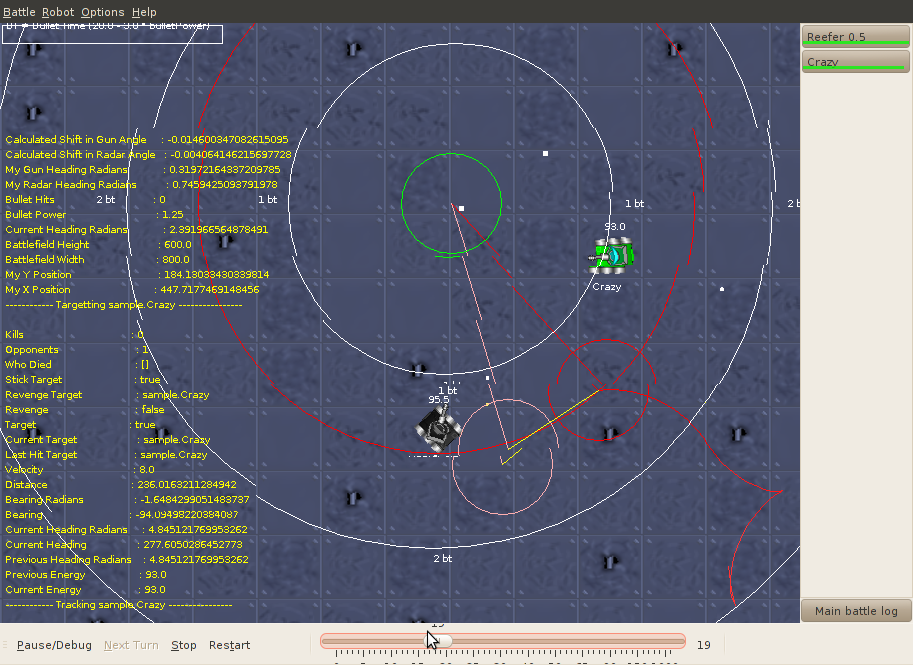 Battle Robot Options Help
BT = Bullet Time (20.0 - 3.0 * bulletPower)
Reefer 0.5
Crazy
Calculated Shift in Gun Angle : -0.014600347082615095
Calculated Shift in Radar Angle : -0.004064146215697728
My Gun Heading Radians : 0.31972164337209785
My Radar Heading Radians : 0.7459425093791978
Bullet Hits : 0
2 bt
1 bt
1 bt
2 b
Bullet Power : 1.25
Current Heading Radians : 2.391966564878491
Battlefield Height : 600.0
Battlefield Width : 800.0
My Y Position : 184.18033430339814
My X Position : 447.7177469148456
------------ Targetting sample.Crazy -----------------
93.0
Crazy
Kills : 0
Opponents : 1
Who Died : []
Stick Target : true
Revenge Target : sample.Crazy
Revenge : false
Target : true
Current Target : sample.Crazy
Last Hit Target : sample.Crazy
Velocity : 8.0
Distance : 236.0163211284942
Bearing Radians : -1.6484299051483737
Bearing : -94.09498220384087
Current Heading Radians : 4.845121769953262
Current Heading : 277.6050286452773
Previous Heading Radians : 4.845121769953262
Previous Energy : 93.0
Current Energy : 93.0
------------ Tracking sample.Crazy -----------------
1 bt
95.5
2 bt
Main battle log
Pause/Debug Next Turn Stop Restart
19